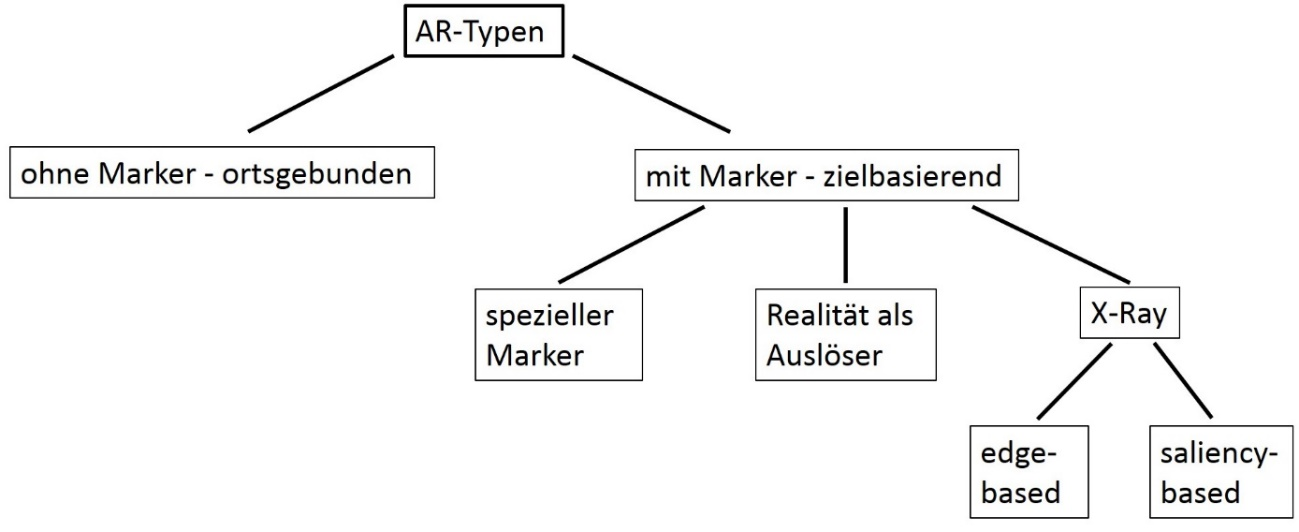 AR-Typen
ohne Marker - ortsgebunden
mit Marker - zielbasierend
spezieller
Marker
Realität als
Auslöser
X-Ray
edge-
based
saliency-
based